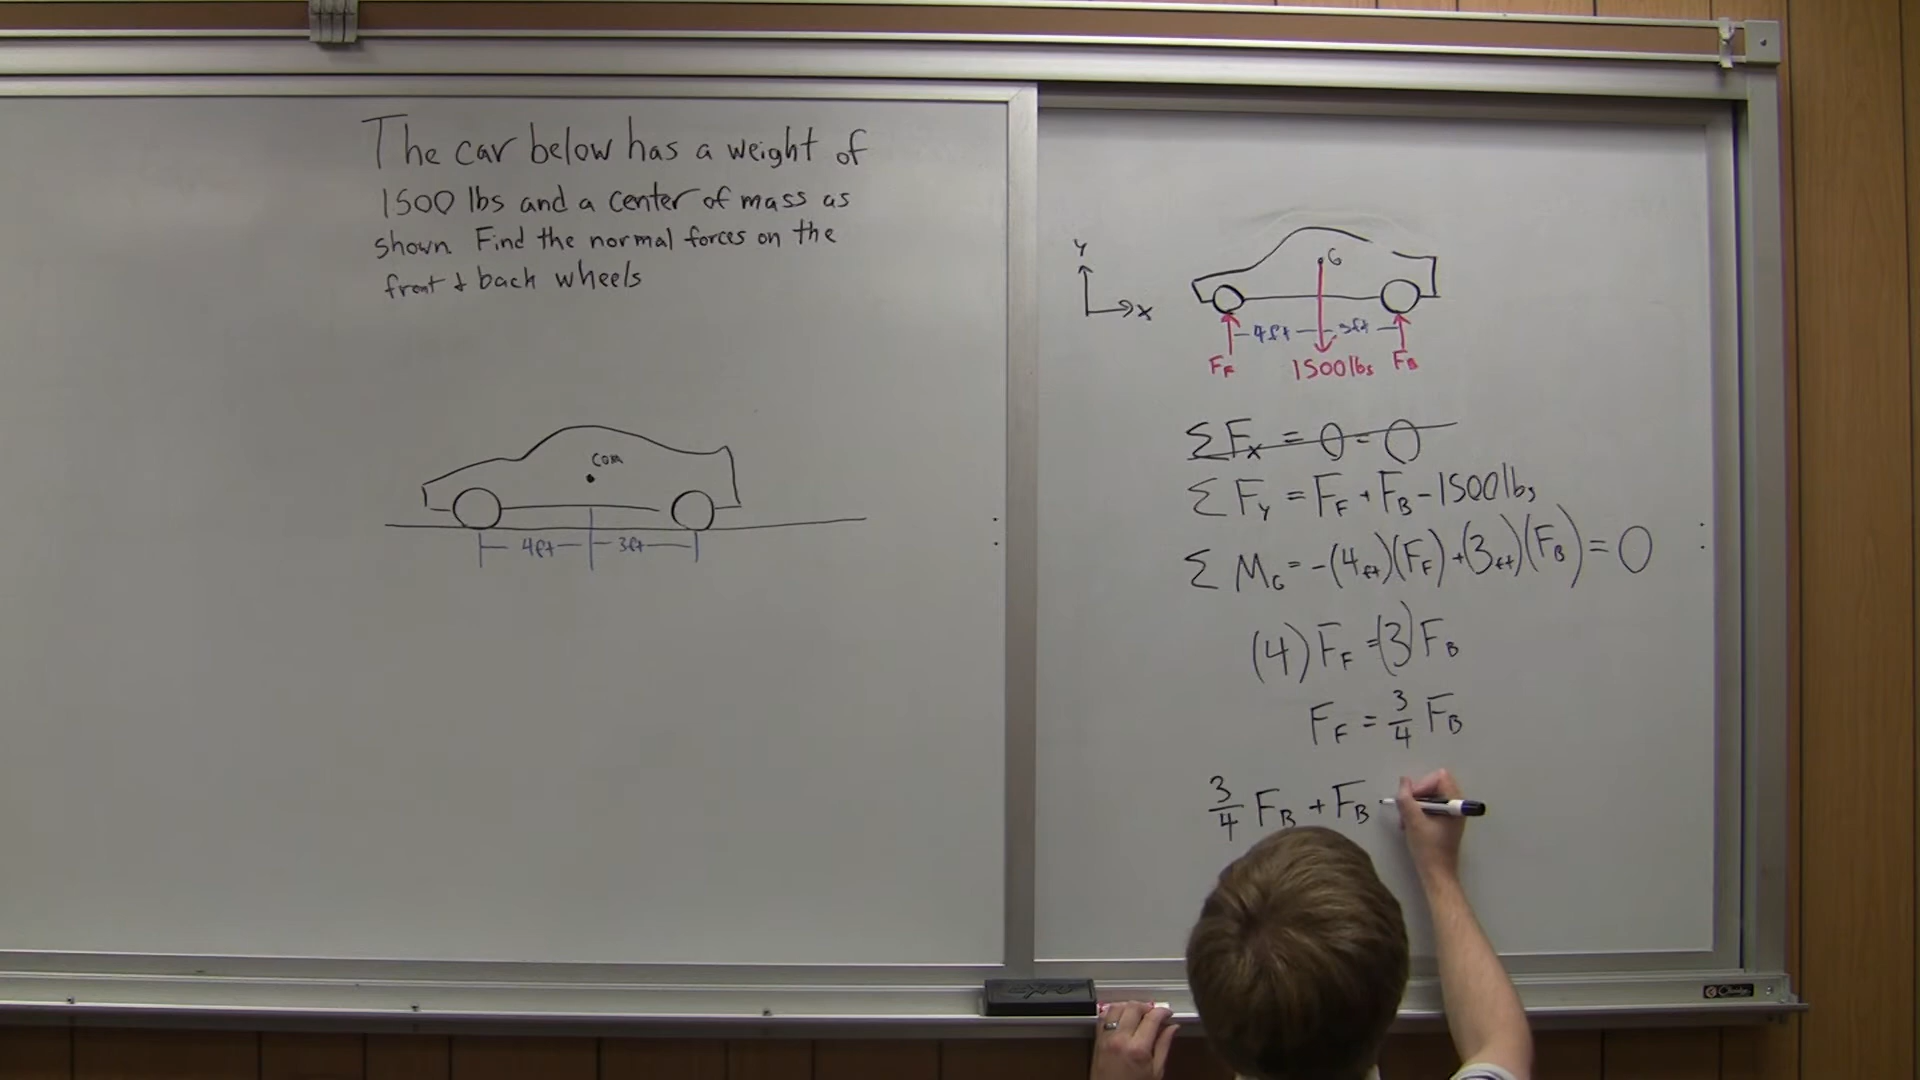 The car below has a weight of
1500 lbs and a center of mass as
shown. Find the normal forces on the
front & back wheels
COM
4ft 3ft
Y
X
G
4ft 3ft
F_F 1500 lbs F_B
ΣF_x = 0 = 0
ΣF_y = F_F + F_B - 1500 lbs
ΣM_G = -(4ft)(F_F) + (3ft)(F_B) = 0
(4) F_F = (3) F_B
F_F = 3/4 F_B
3/4 F_B + F_B
EXPO